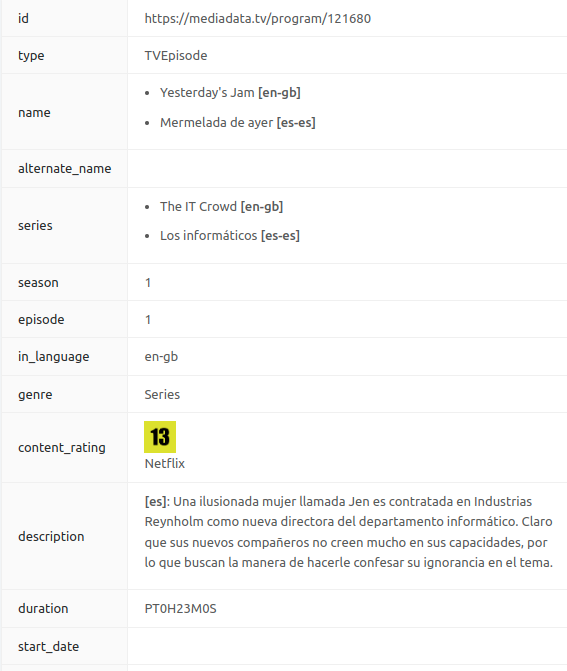 id https://mediadata.tv/program/121680
type TVEpisode
name
• Yesterday's Jam [en-gb]
• Mermelada de ayer [es-es]
alternate_name
series
• The IT Crowd [en-gb]
• Los informáticos [es-es]
season 1
episode 1
in_language en-gb
genre Series
content_rating
13
Netflix
description
[es]: Una ilusionada mujer llamada Jen es contratada en Industrias
Reynholm como nueva directora del departamento informático. Claro
que sus nuevos compañeros no creen mucho en sus capacidades, por
lo que buscan la manera de hacerle confesar su ignorancia en el tema.
duration PT0H23M0S
start_date